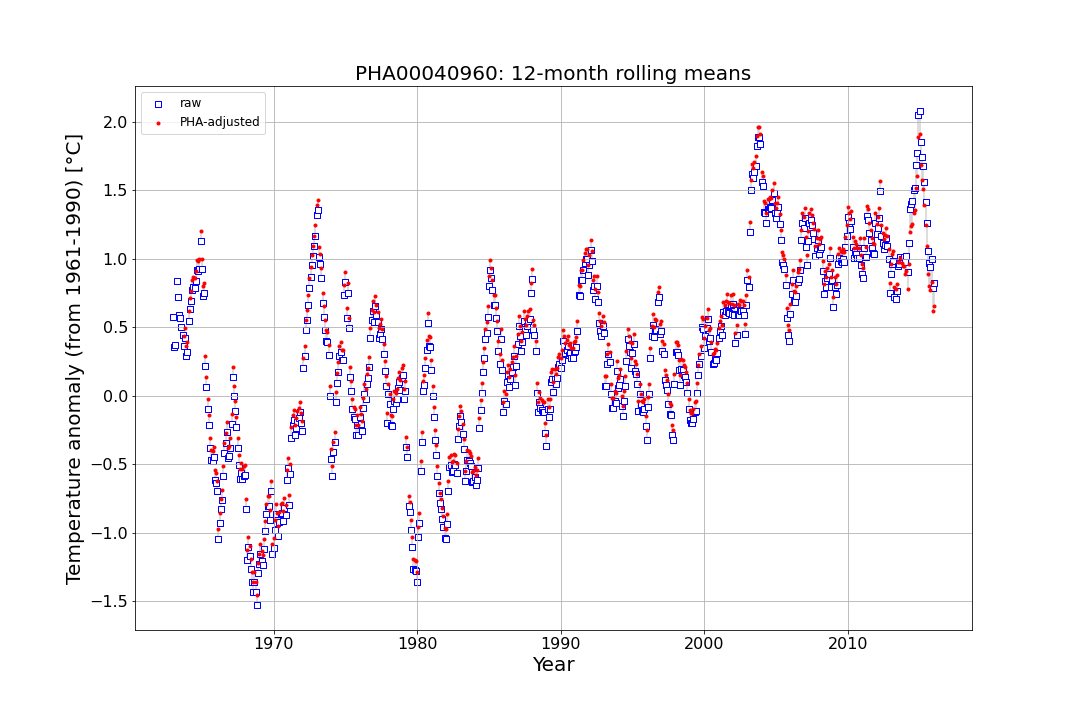 PHA00040960: 12-month rolling means
raw
PHA-adjusted
Temperature anomaly (from 1961-1990) [°C]
2.0
1.5
1.0
0.5
0.0
−0.5
−1.0
−1.5
1970 1980 1990 2000 2010
Year